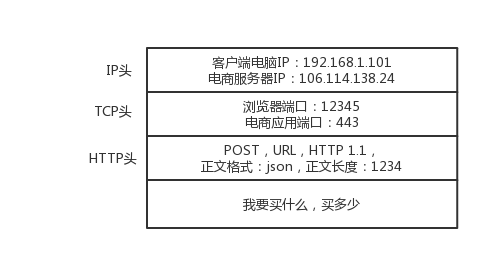 IP头
客户端电脑IP：192.168.1.101
电商服务器IP：106.114.138.24
TCP头
浏览器端口：12345
电商应用端口：443
HTTP头
POST，URL，HTTP 1.1，
正文格式：json，正文长度：1234
我要买什么，买多少